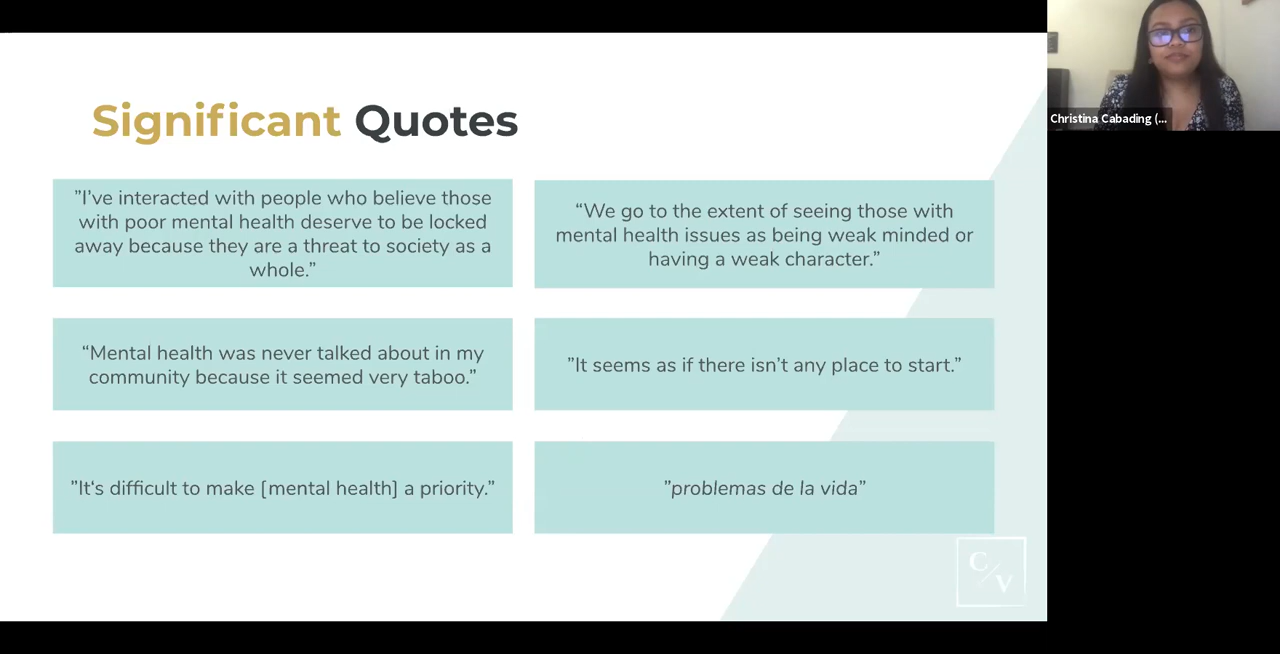 Significant Quotes
”I’ve interacted with people who believe those
with poor mental health deserve to be locked
away because they are a threat to society as a
whole.”
“We go to the extent of seeing those with
mental health issues as being weak minded or
having a weak character.”
“Mental health was never talked about in my
community because it seemed very taboo.”
”It seems as if there isn’t any place to start.”
”It‘s difficult to make [mental health] a priority.”
”problemas de la vida”
C/V
Christina Cabading (...